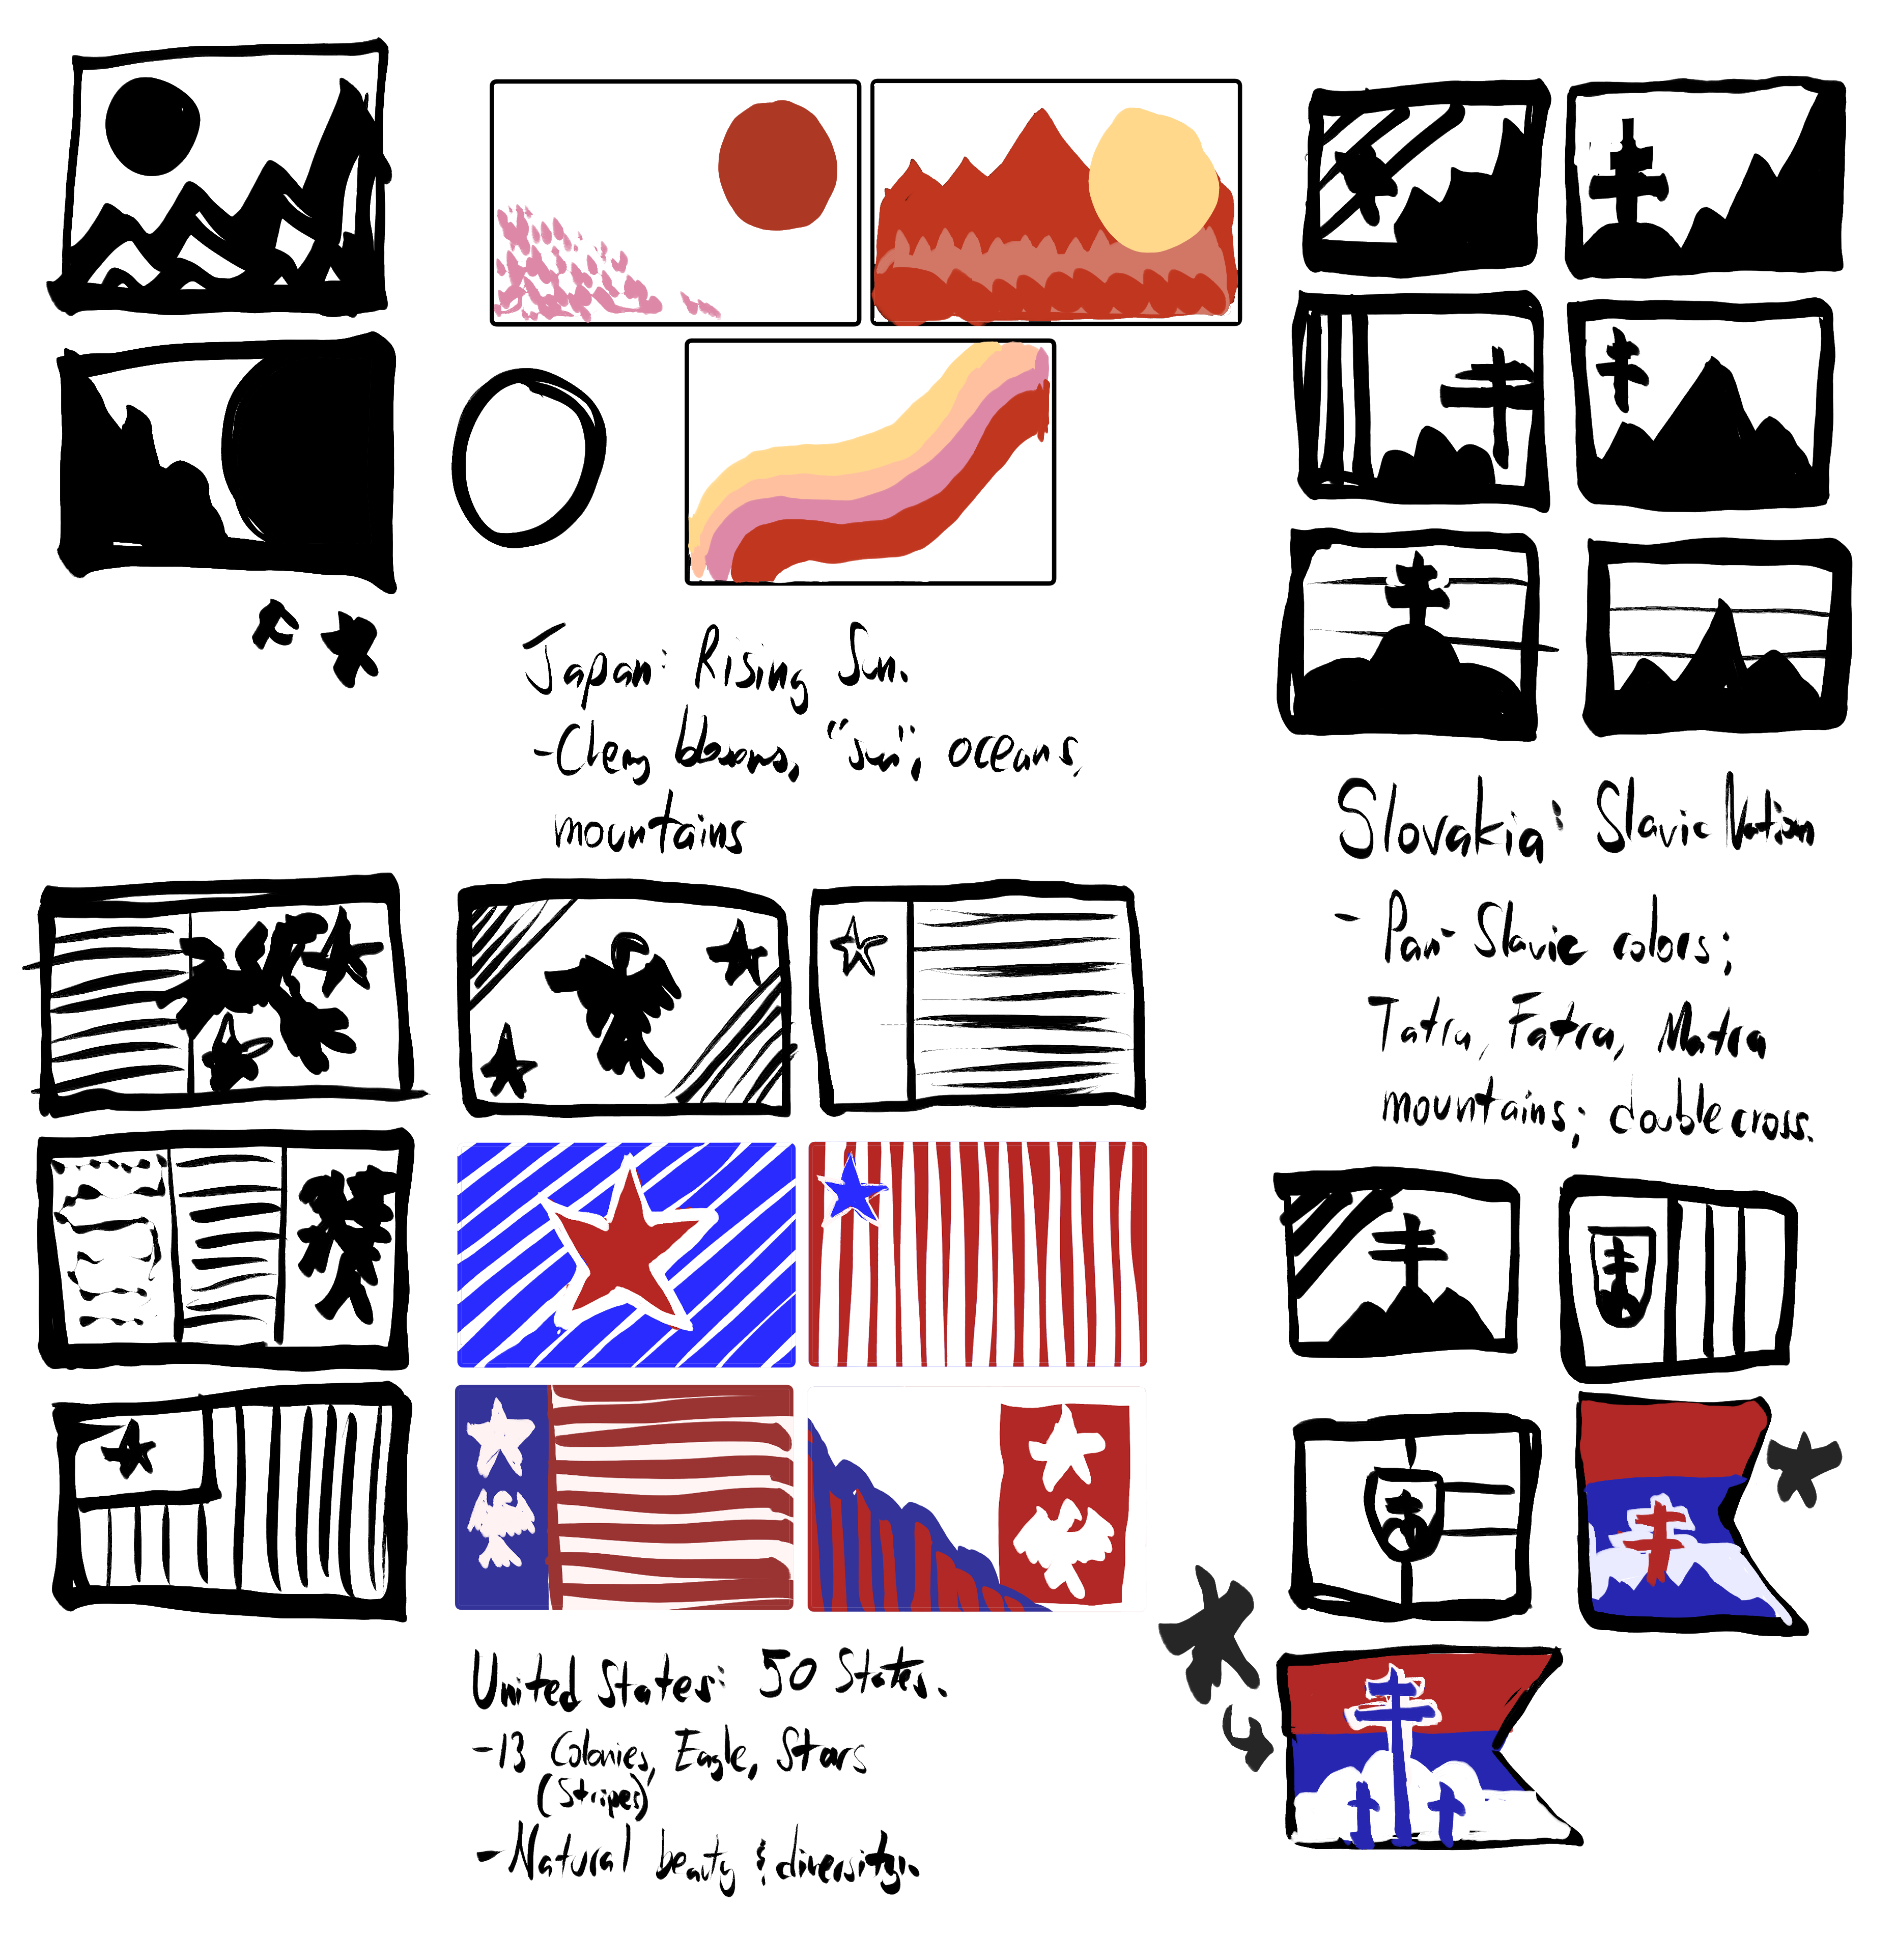 Japan: Rising Sun.
-Cherry blossoms, "sun"; oceans,
mountains
Slovakia: Slavic Nation
- Pan-Slavic colors;
Tatra, Fatra, Matra
mountains; double cross.
United States: 50 States.
-13 Colonies, Eagle, Stars
(Stripes)
-Natural beauty & diversity.